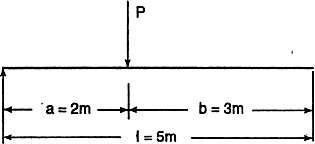 P
a = 2m
b = 3m
l = 5m